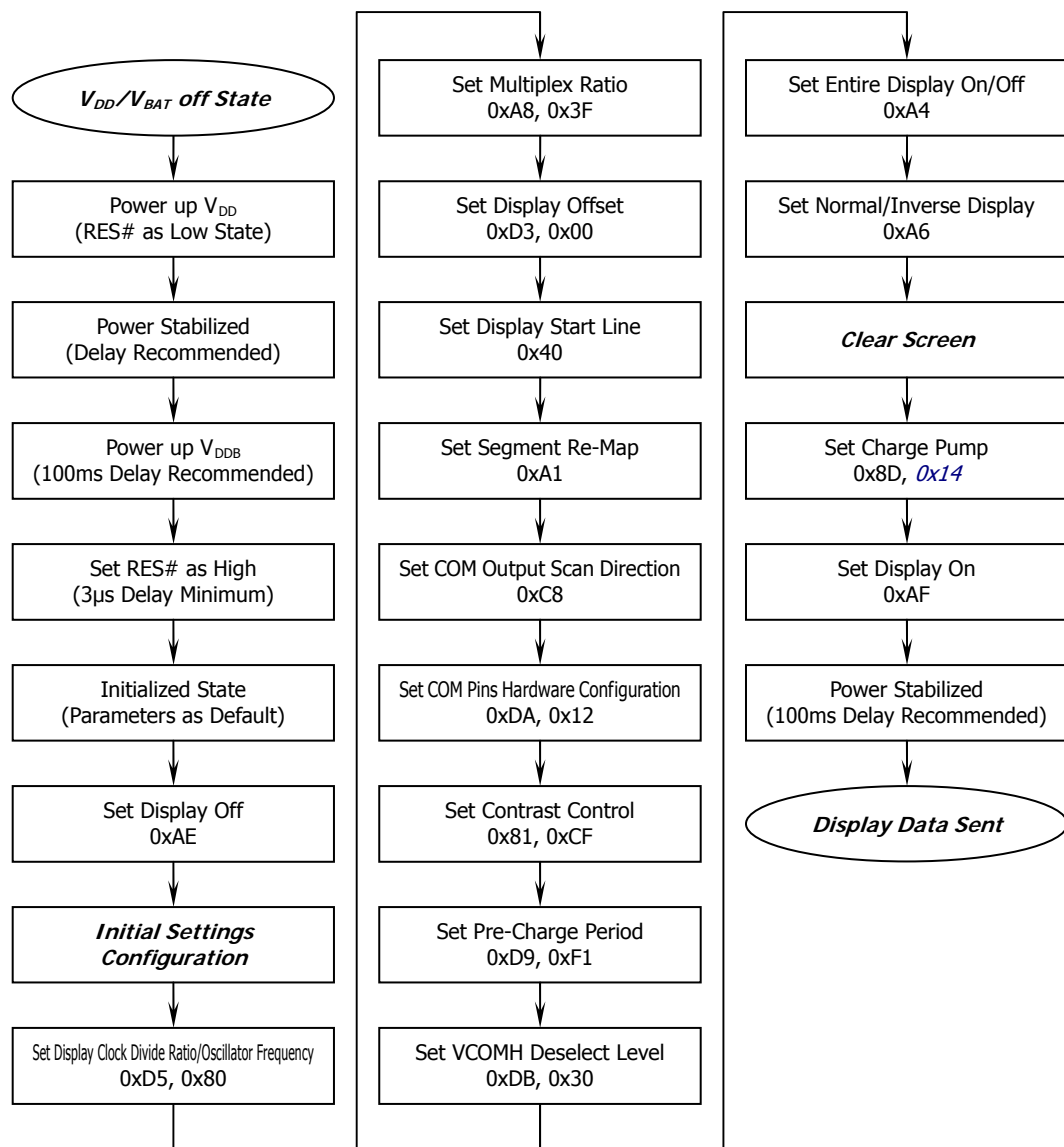 V_DD/V_BAT off State
Power up V_DD
(RES# as Low State)
Power Stabilized
(Delay Recommended)
Power up V_DDB
(100ms Delay Recommended)
Set RES# as High
(3μs Delay Minimum)
Initialized State
(Parameters as Default)
Set Display Off
0xAE
Initial Settings
Configuration
Set Display Clock Divide Ratio/Oscillator Frequency
0xD5, 0x80
Set Multiplex Ratio
0xA8, 0x3F
Set Display Offset
0xD3, 0x00
Set Display Start Line
0x40
Set Segment Re-Map
0xA1
Set COM Output Scan Direction
0xC8
Set COM Pins Hardware Configuration
0xDA, 0x12
Set Contrast Control
0x81, 0xCF
Set Pre-Charge Period
0xD9, 0xF1
Set VCOMH Deselect Level
0xDB, 0x30
Set Entire Display On/Off
0xA4
Set Normal/Inverse Display
0xA6
Clear Screen
Set Charge Pump
0x8D, 0x14
Set Display On
0xAF
Power Stabilized
(100ms Delay Recommended)
Display Data Sent